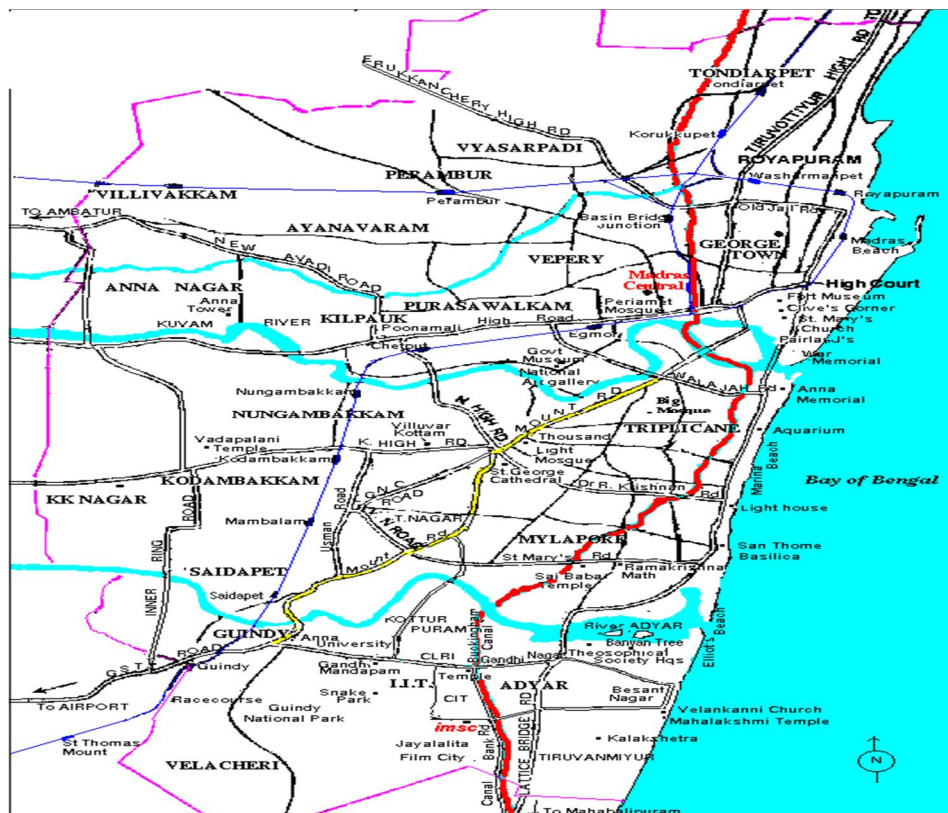 ERUKKANCHERY HIGH RD
TONDIARPET
Tondiarpet
TIRUVOTTIYUR HIGH RD
Korukkupet
VYASARPADI
ROYAPURAM
PERAMBUR
Washermanpet
VILLIVAKKAM
Perambur
Royapuram
TO AMBATUR
Basin Bridge
Junction
Old Jail Rd
AYANAVARAM
NEW AVADI ROAD
GEORGE
TOWN
Madras
Beach
VEPERY
Madras
Central
ANNA NAGAR
High Court
Anna
Tower
PURASAWALKAM
Periamet
Mosque
Fort Museum
Clive's Corner
St. Mary's
Church
KILPAUK
KUVAM RIVER
Poonamali High Road
Egmor
Parlar J's
Chetput
War
Memorial
Govt
Museum
National
Art gallery
WALAJAH Rd
Anna
Memorial
Nungambakkam
N. HIGH RD
MOUNT RD
Big
Mosque
NUNGAMBAKKAM
TRIPLICANE
Villuvar
Kottam
Thousand
Light
Mosque
Aquarium
Vadapalani
Temple
K. HIGH RD.
Kodambakkam
St. George
Cathedral
Marina
Beach
Bay of Bengal
KODAMBAKKAM
KK NAGAR
G.N.C.
ROAD
Dr R. Krishnan Rd
Light house
Mambalam
Usman
Road
T.NAGAR
N ROAD
Mount Rd
MYLAPORE
San Thome
Basilica
St Mary's Rd
INNER RING ROAD
SAIDAPET
Sai Baba
Temple
Ramakrishna
Math
Saidapet
KOTTUR
PURAM
Buckingham
Canal
River ADYAR
Elliot's
Beach
GUINDY
Anna
University
Banyan Tree
G.S.T. ROAD
Guindy
CLRI
Gandhi Nagar
Theosophical
Society Hqs
Gandhi
Mandapam
I.I.T.
Temple
ADYAR
Snake
Park
CIT
Besant
Nagar
TO AIRPORT
Racecourse
Guindy
National Park
Velankanni Church
Mahalakshmi Temple
imsc
Kalakshetra
St Thomas
Mount
Jayalalita
Film City
Canal Bank Rd
LATTICE BRIDGE RD
TIRUVANMIYUR
VELACHERI
N
To Mahabalipuram